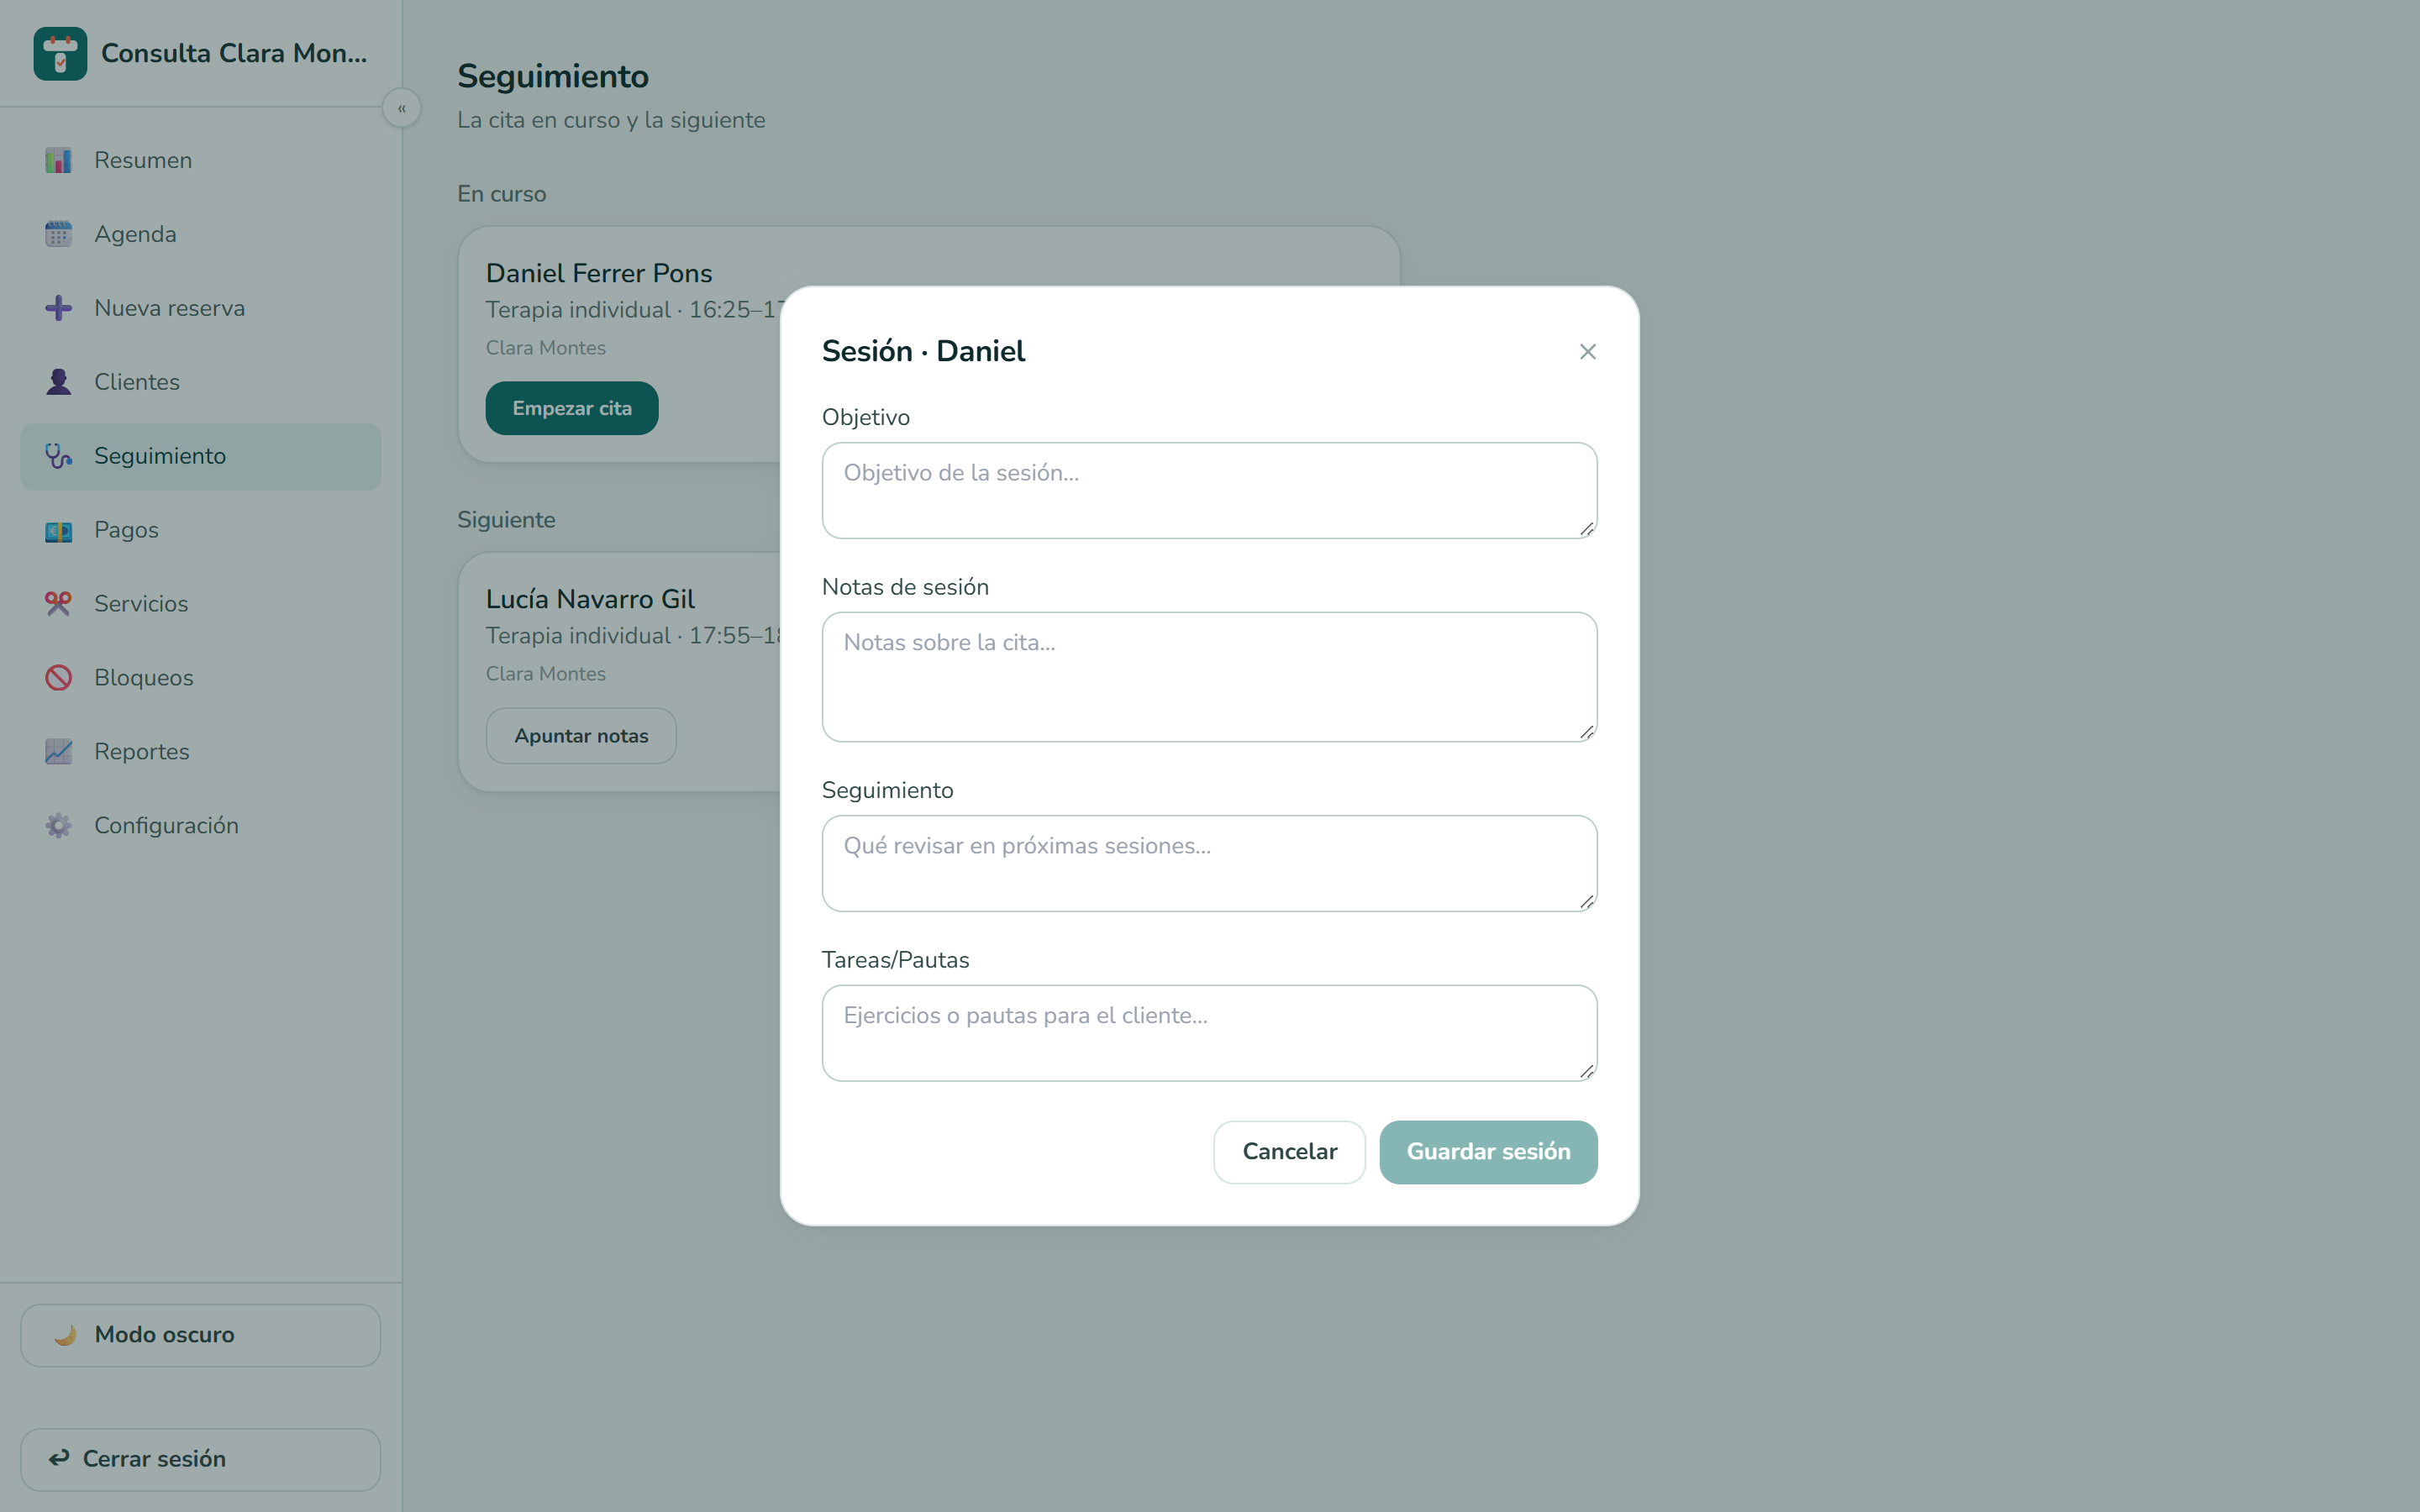 Consulta Clara Mon...
«
Resumen
Agenda
Nueva reserva
Clientes
Seguimiento
Pagos
Servicios
Bloqueos
Reportes
Configuración
Modo oscuro
Cerrar sesión
Seguimiento
La cita en curso y la siguiente
En curso
Daniel Ferrer Pons
Terapia individual · 16:25–17
Clara Montes
Empezar cita
Siguiente
Lucía Navarro Gil
Terapia individual · 17:55–18
Clara Montes
Apuntar notas
Sesión · Daniel
Objetivo
Objetivo de la sesión...
Notas de sesión
Notas sobre la cita...
Seguimiento
Qué revisar en próximas sesiones...
Tareas/Pautas
Ejercicios o pautas para el cliente...
Cancelar
Guardar sesión